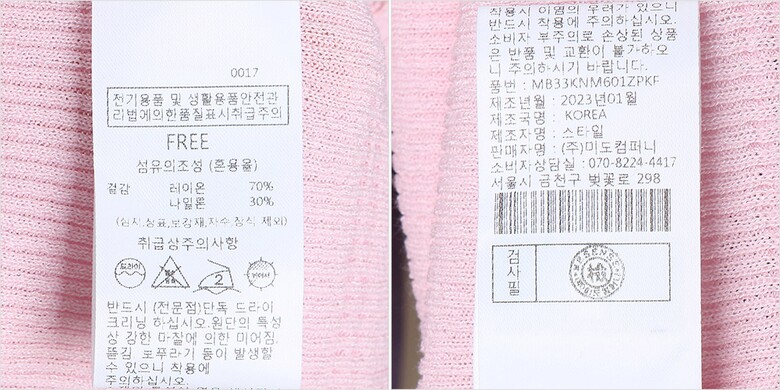 0017
전기용품 및 생활용품안전관
리법에의한품질표시취급주의
FREE
섬유의조성 (혼용율)
겉감 레이온 70%
나일론 30%
(심지,상표,보강재,자수,장식 제외)
취급상주의사항
드라이
2
반드시 (전문점)단독 드라이
크리닝 하십시오.원단의 특성
상 강한 마찰에 의한 미어짐,
뜯김, 보푸라기 등이 발생할
수 있으니 착용에
주의하십시오.
착용시 이염의 우려가 있으니
반드시 착용에 주의하십시오.
소비자 부주의로 손상된 상품
은 반품 및 교환이 불가하오
니 주의하시기 바랍니다.
품번 : MB33KNM601ZPKF
제조년월 : 2023년01월
제조국명 : KOREA
제조자명 : 스타일
판매자명 : (주)미도컴퍼니
소비자상담실 : 070-8224-4417
서울시 금천구 벚꽃로 298
검사필